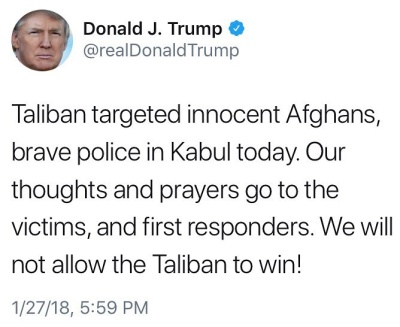 Donald J. Trump
@realDonaldTrump
Taliban targeted innocent Afghans,
brave police in Kabul today. Our
thoughts and prayers go to the
victims, and first responders. We will
not allow the Taliban to win!
1/27/18, 5:59 PM